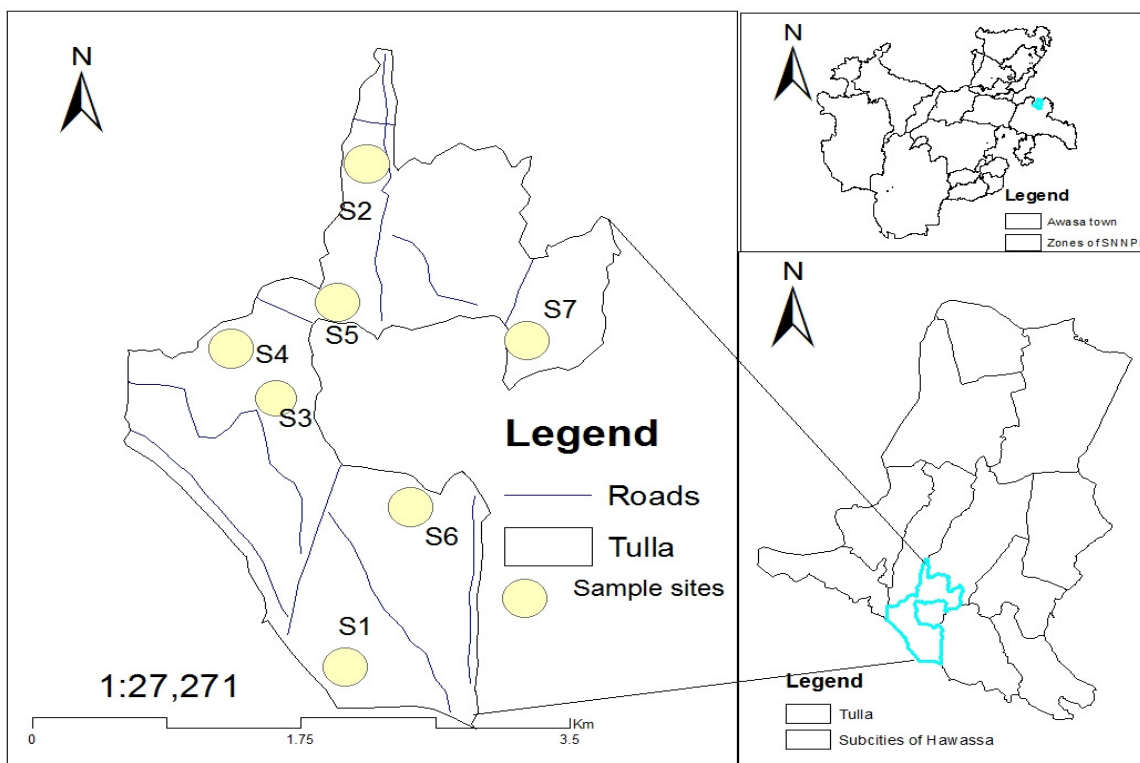 N
S2
S7
S5
S4
S3
Legend
Roads
S6
Tulla
Sample sites
S1
1:27,271
Km
0 1.75 3.5
N
Legend
Awasa town
Zones of SNNP
N
Legend
Tulla
Subcities of Hawassa